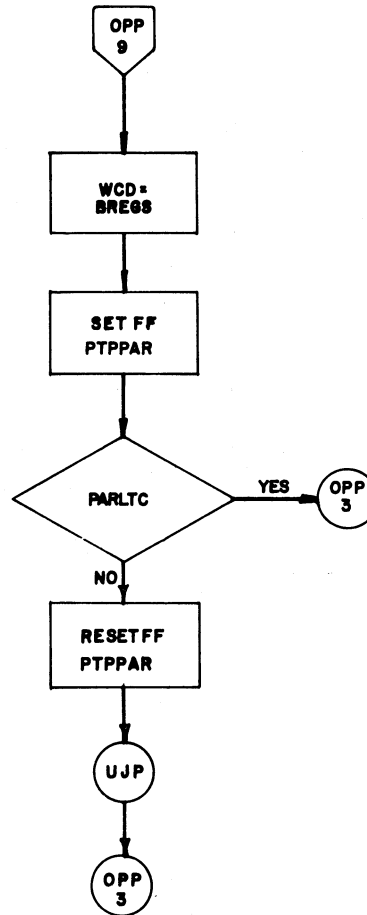 OPP
9
WCD=
BREGS
SET FF
PTPPAR
PARLTC
YES
OPP
3
NO
RESET FF
PTPPAR
UJP
OPP
3